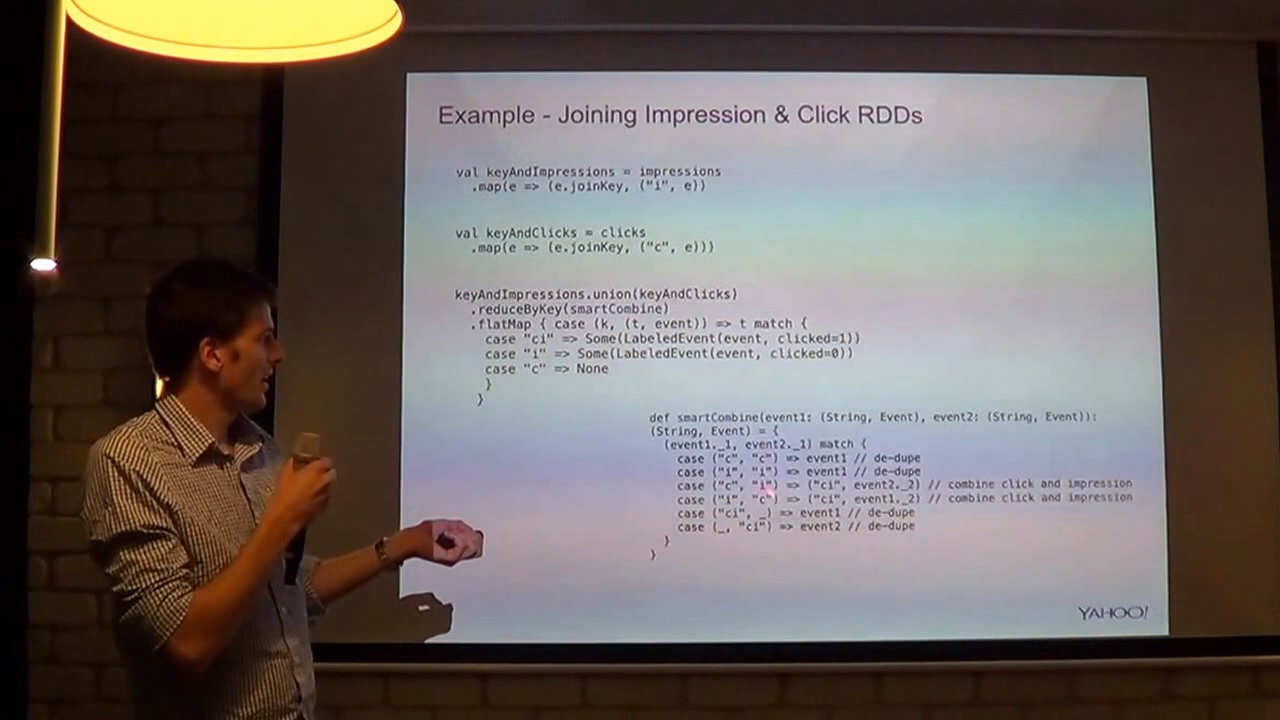 Example - Joining Impression & Click RDDs
val keyAndImpressions = impressions
.map(e => (e.joinKey, ("i", e))
val keyAndClicks = clicks
.map(e => (e.joinKey, ("c", e)))
keyAndImpressions.union(keyAndClicks)
.reduceByKey(smartCombine)
.flatMap { case (k, (t, event)) => t match {
case "ci" => Some(LabeledEvent(event, clicked=1))
case "i" => Some(LabeledEvent(event, clicked=0))
case "c" => None
}
}
def smartCombine(event1: (String, Event), event2: (String, Event)):
(String, Event) = {
(event1._1, event2._1) match {
case ("c", "c") => event1 // de-dupe
case ("i", "i") => event1 // de-dupe
case ("c", "i") => ("ci", event2._2) // combine click and impression
case ("i", "c") => ("ci", event1._2) // combine click and impression
case ("ci", _) => event1 // de-dupe
case (_, "ci") => event2 // de-dupe
}
}
YAHOO!